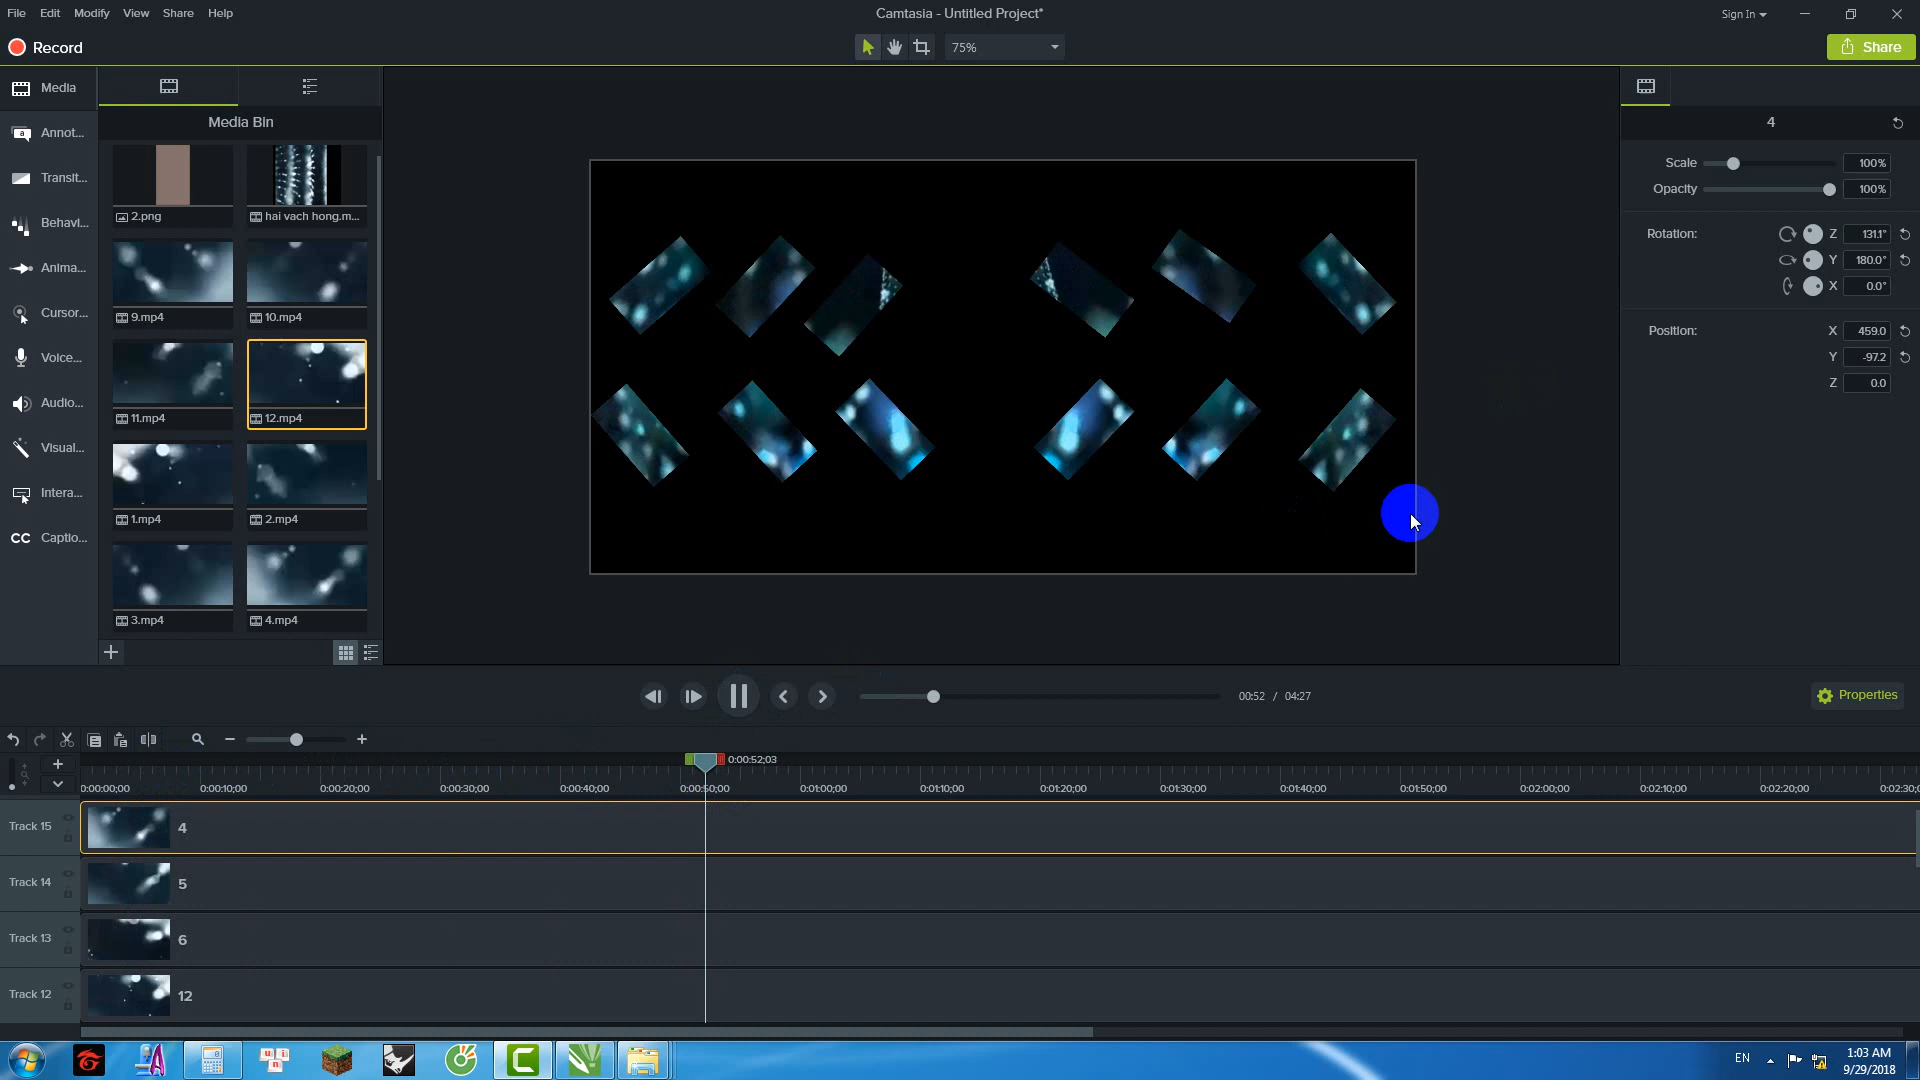 File Edit Modify View Share Help
Camtasia - Untitled Project*
Sign In
Record
75%
Share
Media
Annot...
Transit...
Behavi...
Anima...
Cursor...
Voice...
Audio...
Visual...
Intera...
CC Captio...
Media Bin
2.png
hai vach hong.m...
9.mp4
10.mp4
11.mp4
12.mp4
1.mp4
2.mp4
3.mp4
4.mp4
4
Scale 100%
Opacity 100%
Rotation: Z 131.1°
Y 180.0°
X 0.0°
Position: X 459.0
Y -97.2
Z 0.0
00:52 / 04:27
Properties
0:00:52;03
0:00:00;00 0:00:10;00 0:00:20;00 0:00:30;00 0:00:40;00 0:00:50;00 0:01:00;00 0:01:10;00 0:01:20;00 0:01:30;00 0:01:40;00 0:01:50;00 0:02:00;00 0:02:10;00 0:02:20;00 0:02:30;0
Track 15 4
Track 14 5
Track 13 6
Track 12 12
EN
1:03 AM
9/29/2018